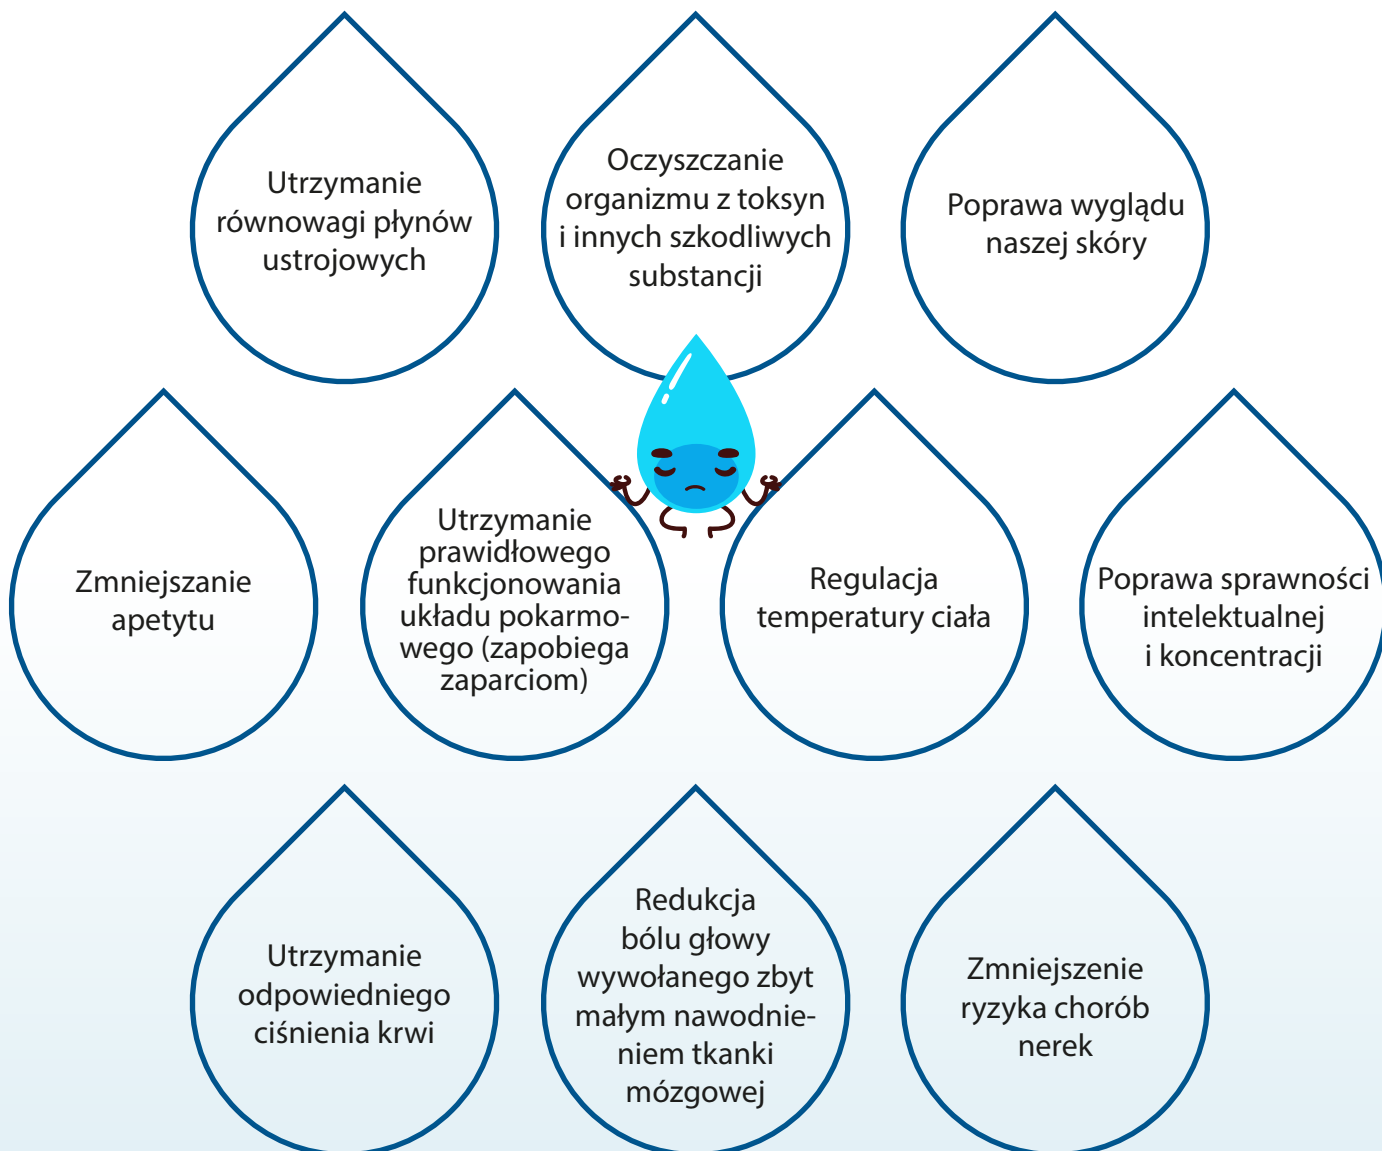 Utrzymanie
równowagi płynów
ustrojowych
Oczyszczanie
organizmu z toksyn
i innych szkodliwych
substancji
Poprawa wyglądu
naszej skóry
Zmniejszanie
apetytu
Utrzymanie
prawidłowego
funkcjonowania
układu pokarmo-
wego (zapobiega
zaparciom)
Regulacja
temperatury ciała
Poprawa sprawności
intelektualnej
i koncentracji
Utrzymanie
odpowiedniego
ciśnienia krwi
Redukcja
bólu głowy
wywołanego zbyt
małym nawodnie-
niem tkanki
mózgowej
Zmniejszenie
ryzyka chorób
nerek